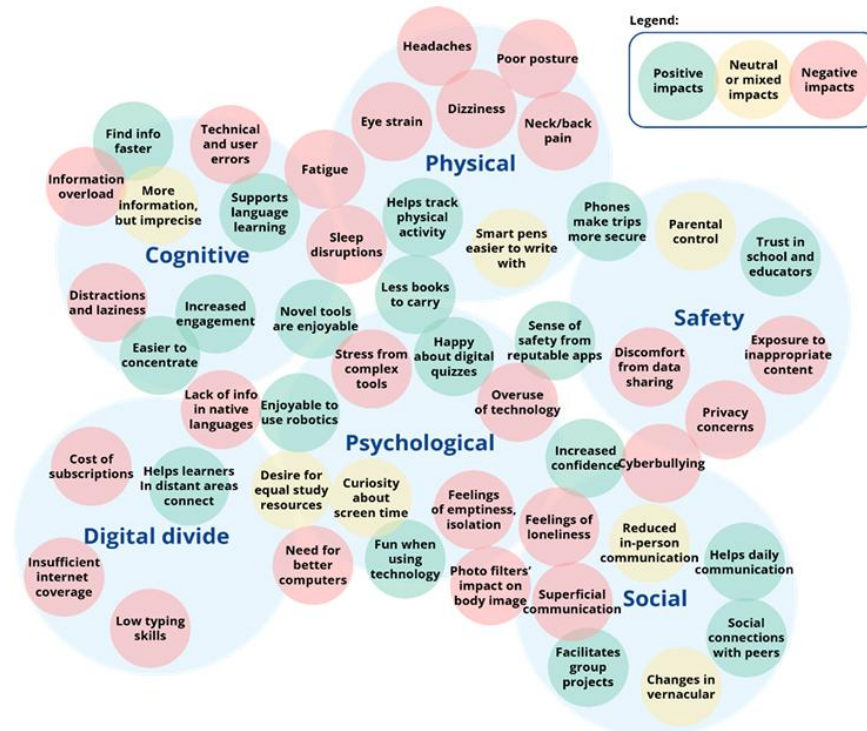 Legend:
Positive
impacts
Neutral
or mixed
impacts
Negative
impacts
Headaches
Poor posture
Eye strain
Dizziness
Neck/back
pain
Physical
Fatigue
Find info
faster
Technical
and user
errors
Information
overload
More
information,
but imprecise
Supports
language
learning
Cognitive
Sleep
disruptions
Helps track
physical
activity
Smart pens
easier to write
with
Phones
make trips
more secure
Parental
control
Trust in
school and
educators
Distractions
and laziness
Increased
engagement
Novel tools
are enjoyable
Less books
to carry
Safety
Easier to
concentrate
Stress from
complex
tools
Happy
about digital
quizzes
Sense of
safety from
reputable apps
Discomfort
from data
sharing
Exposure to
inappropriate
content
Lack of info
in native
languages
Enjoyable to
use robotics
Overuse
of technology
Privacy
concerns
Psychological
Cost of
subscriptions
Helps learners
In distant areas
connect
Desire for
equal study
resources
Curiosity
about
screen time
Increased
confidence
Cyberbullying
Feelings
of emptiness,
isolation
Feelings of
loneliness
Reduced
in-person
communication
Helps daily
communication
Digital divide
Insufficient
internet
coverage
Need for
better
computers
Fun when
using
technology
Photo filters'
impact on
body image
Superficial
communication
Social
Low typing
skills
Social
connections
with peers
Facilitates
group
projects
Changes in
vernacular